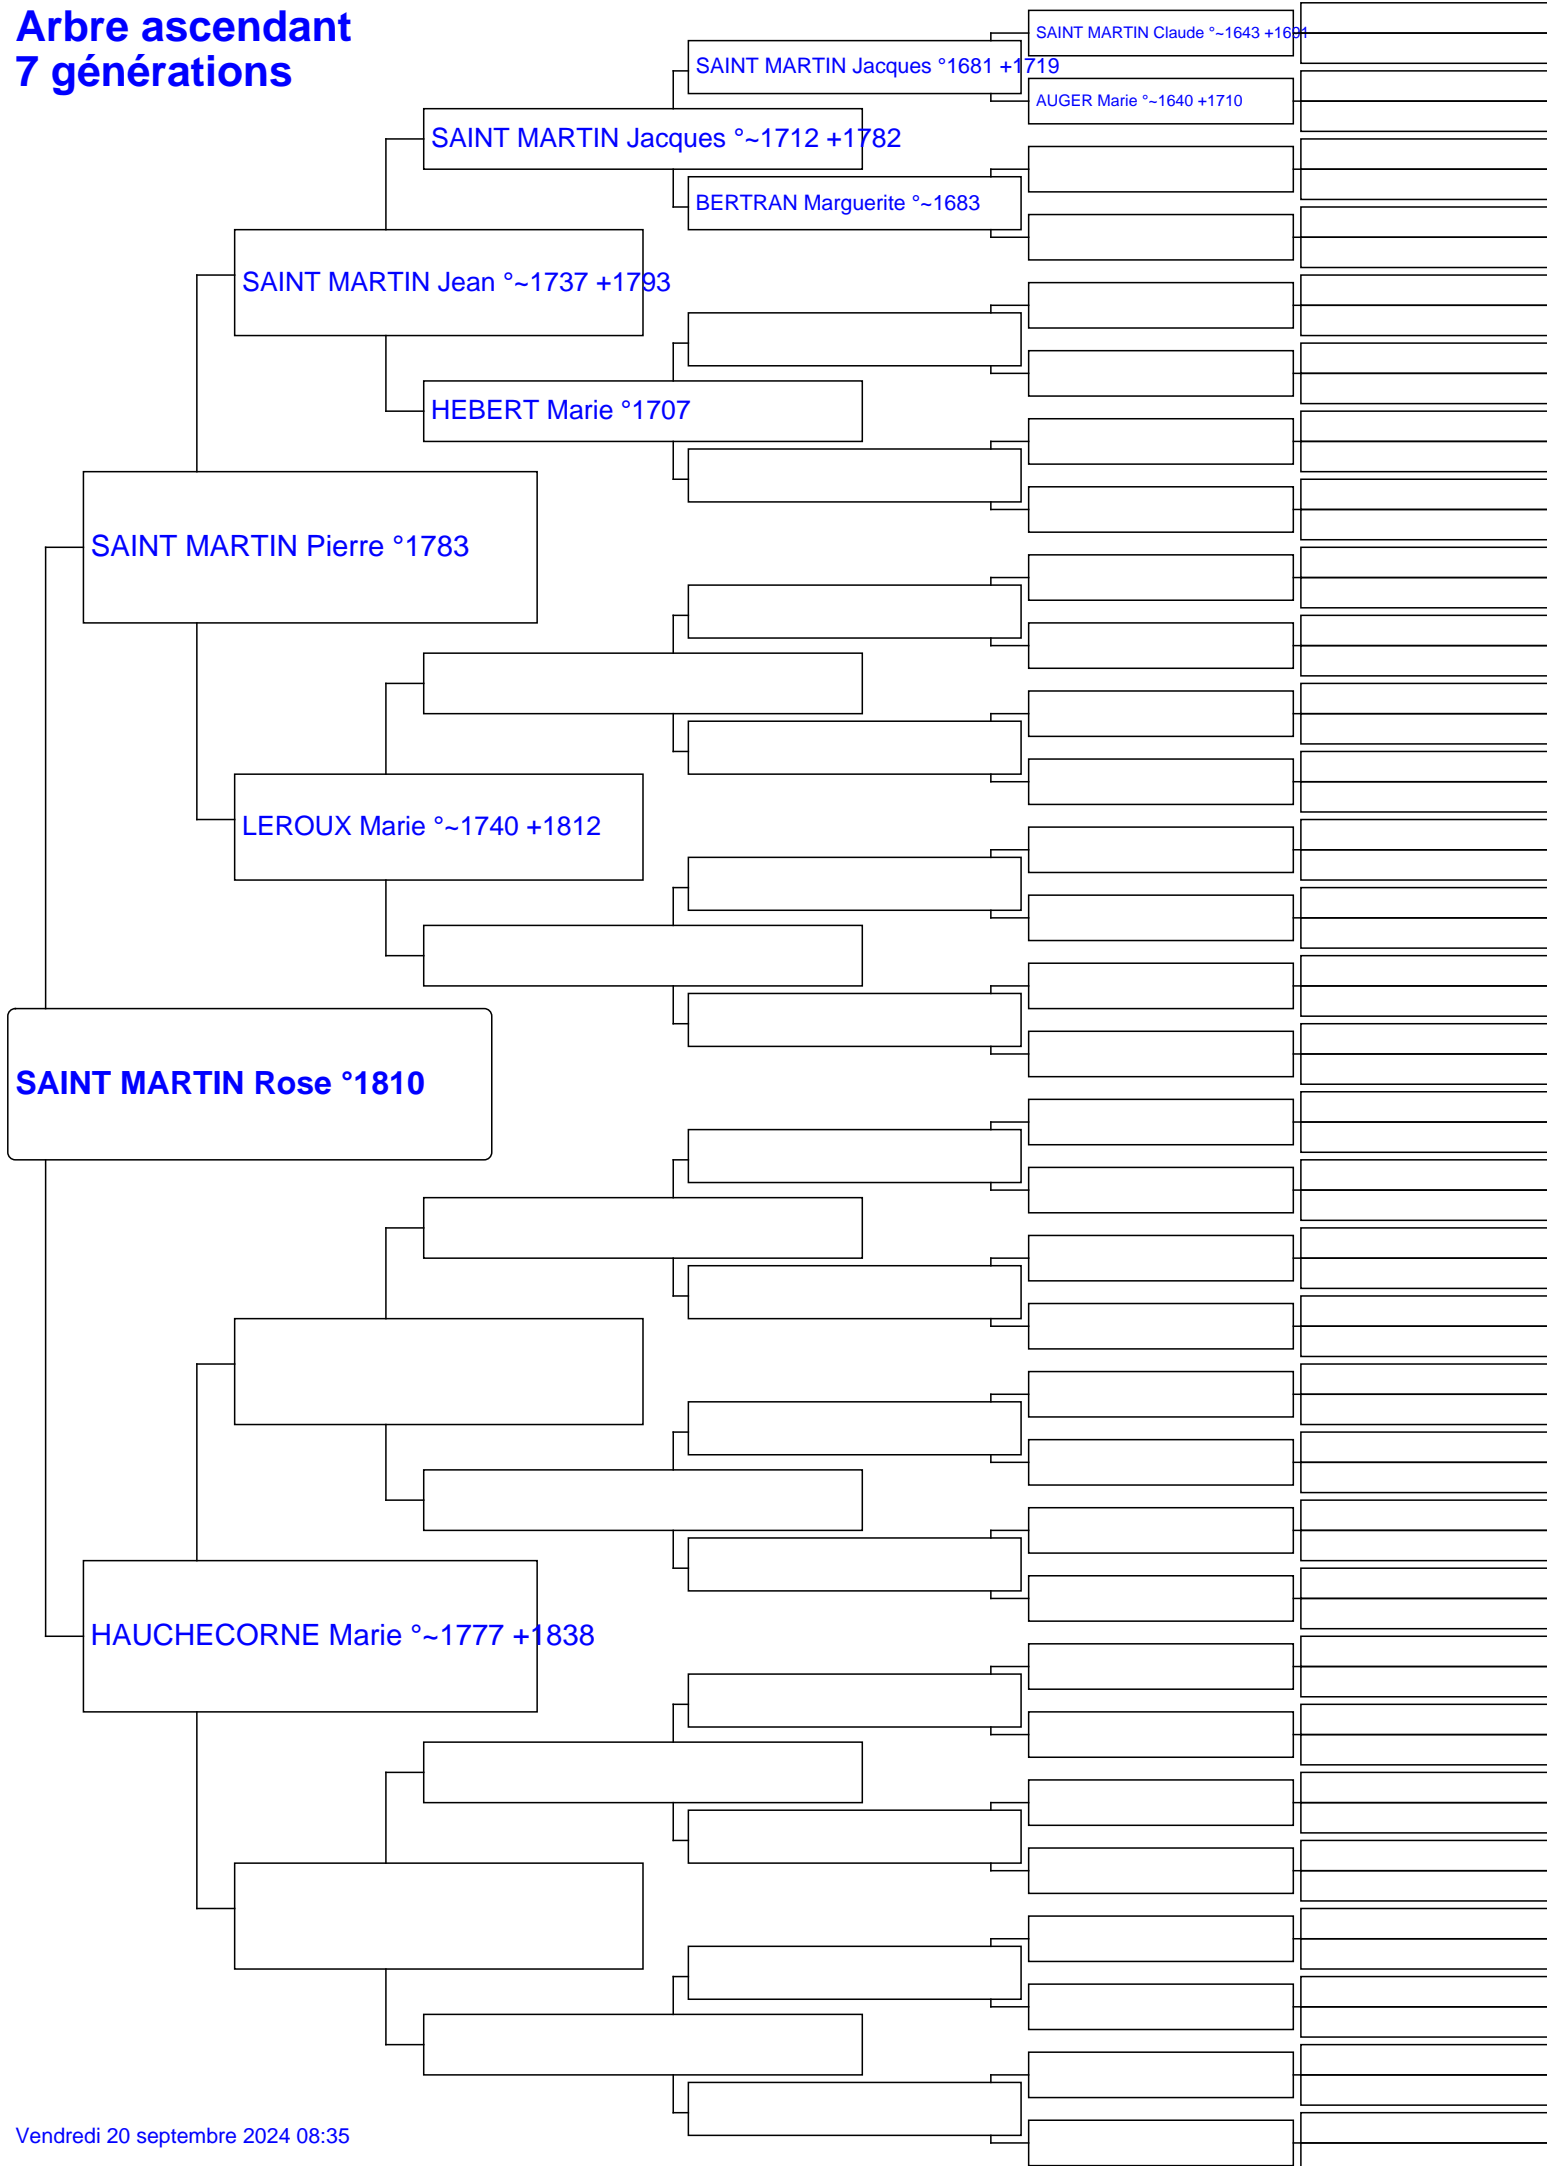 Arbre ascendant
7 générations
SAINT MARTIN Claude °~1643 +1691
SAINT MARTIN Jacques °1681 +1719
AUGER Marie °~1640 +1710
SAINT MARTIN Jacques °~1712 +1782
BERTRAN Marguerite °~1683
SAINT MARTIN Jean °~1737 +1793
HEBERT Marie °1707
SAINT MARTIN Pierre °1783
LEROUX Marie °~1740 +1812
SAINT MARTIN Rose °1810
HAUCHECORNE Marie °~1777 +1838
Vendredi 20 septembre 2024 08:35